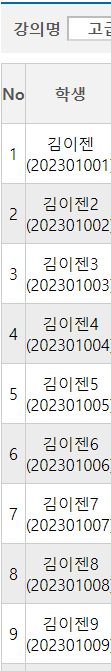 강의명 고급
No 학생
1 김이젠
(202301001)
2 김이젠2
(202301002)
3 김이젠3
(202301003)
4 김이젠4
(202301004)
5 김이젠5
(202301005)
6 김이젠6
(202301006)
7 김이젠7
(202301007)
8 김이젠8
(202301008)
9 김이젠9
(202301009)